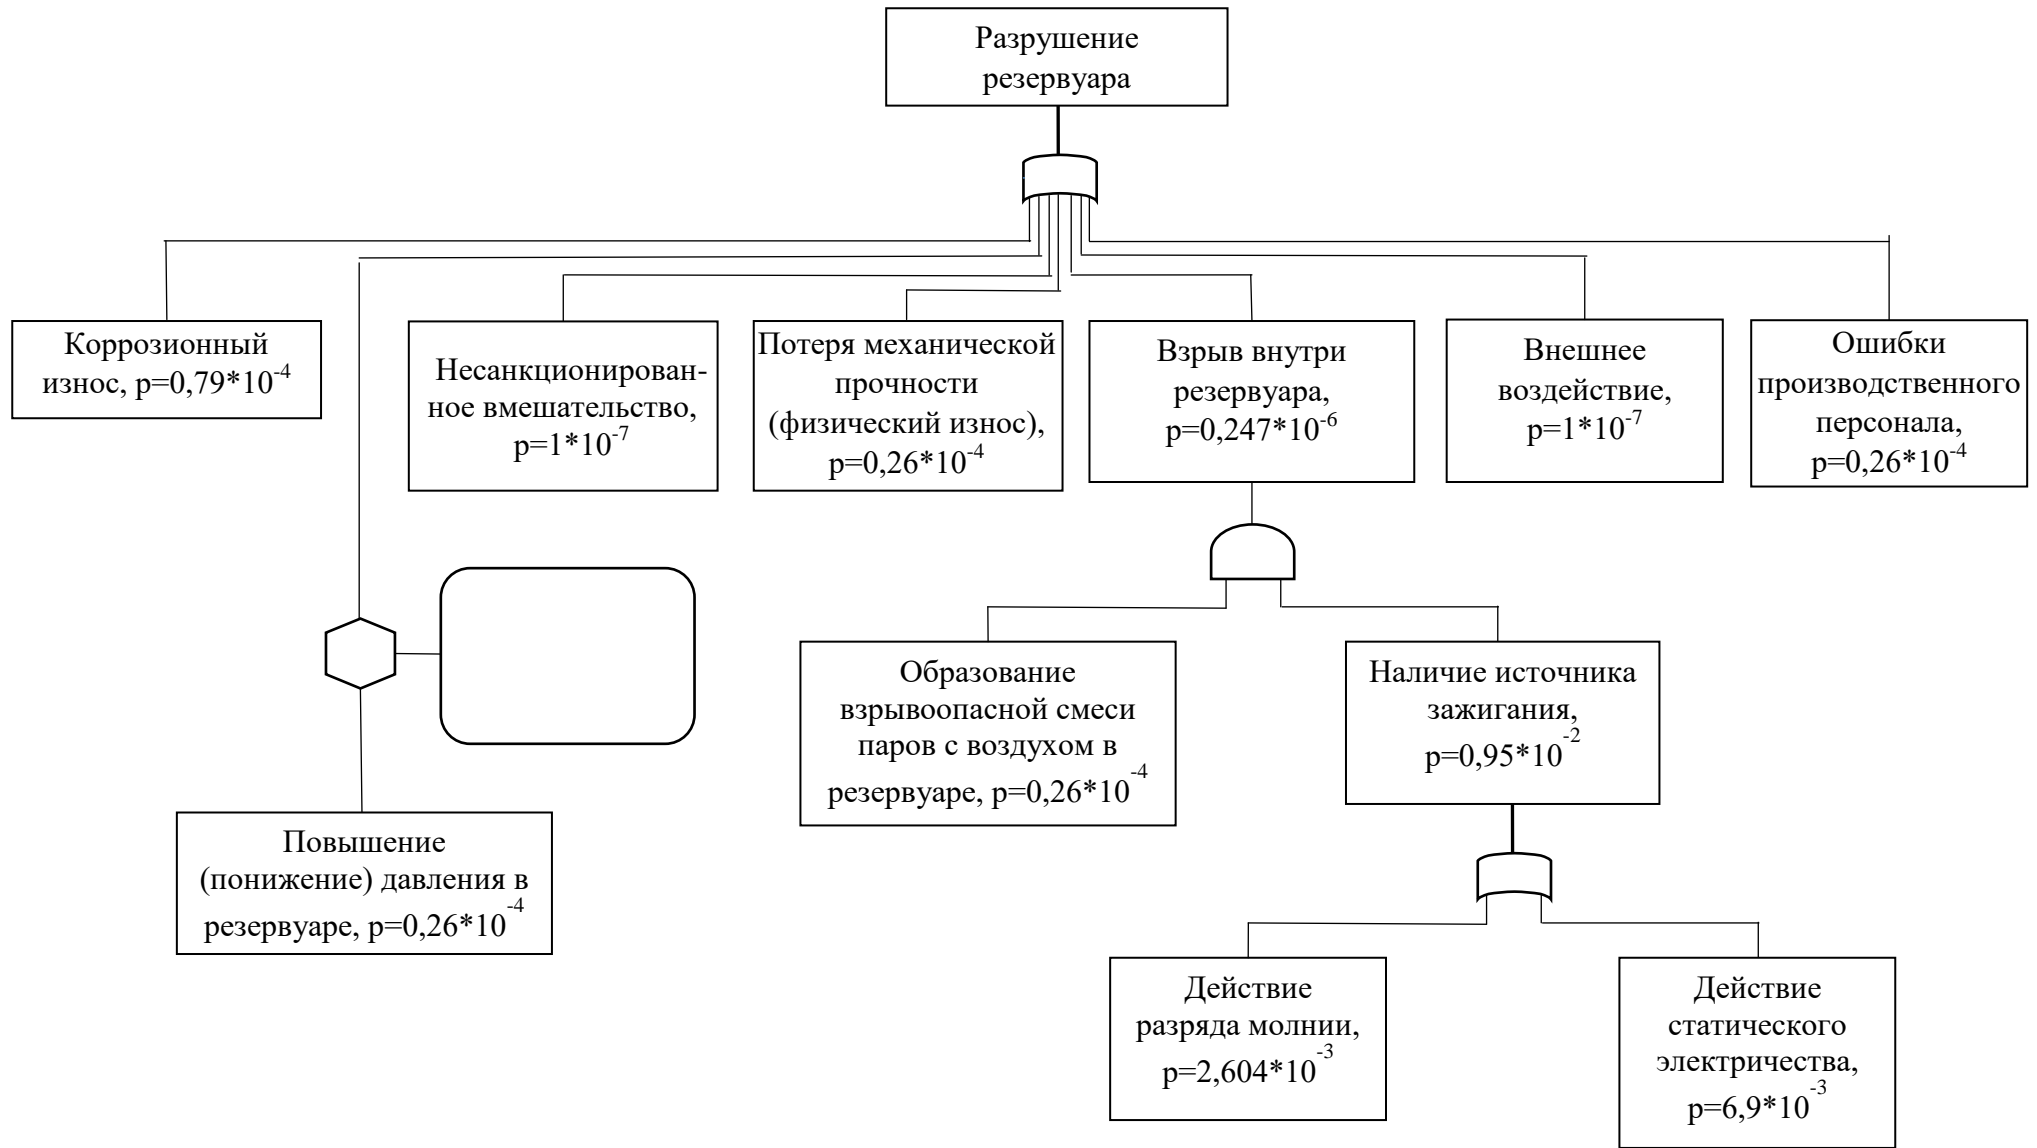 Разрушение
резервуара
Коррозионный
износ, p=0,79*10⁻⁴
Несанкционирован-
ное вмешательство,
p=1*10⁻⁷
Потеря механической
прочности
(физический износ),
p=0,26*10⁻⁴
Взрыв внутри
резервуара,
p=0,247*10⁻⁶
Внешнее
воздействие,
p=1*10⁻⁷
Ошибки
производственного
персонала,
p=0,26*10⁻⁴
Образование
взрывоопасной смеси
паров с воздухом в
резервуаре, p=0,26*10⁻⁴
Наличие источника
зажигания,
p=0,95*10⁻²
Повышение
(понижение) давления в
резервуаре, p=0,26*10⁻⁴
Действие
разряда молнии,
p=2,604*10⁻³
Действие
статического
электричества,
p=6,9*10⁻³